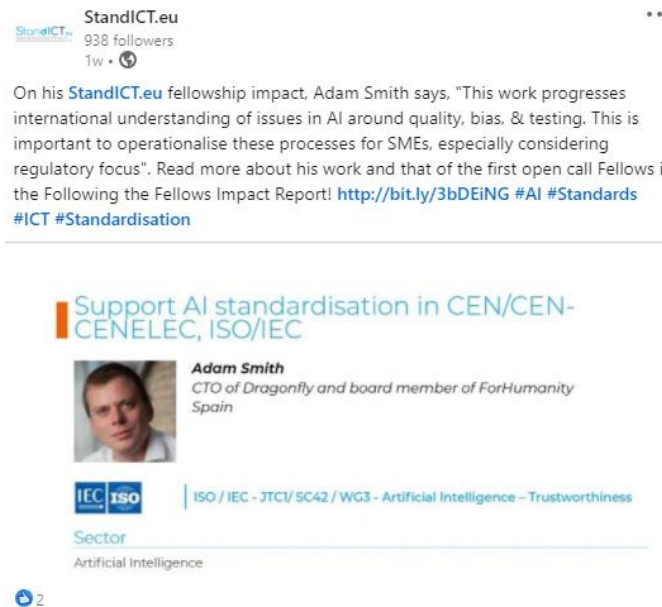 StandICT.eu
StandICT.eu
938 followers
1w •
On his StandICT.eu fellowship impact, Adam Smith says, "This work progresses
international understanding of issues in AI around quality, bias, & testing. This is
important to operationalise these processes for SMEs, especially considering
regulatory focus". Read more about his work and that of the first open call Fellows i
the Following the Fellows Impact Report! http://bit.ly/3bDEiNG #AI #Standards
#ICT #Standardisation
Support AI standardisation in CEN/CEN-
CENELEC, ISO/IEC
Adam Smith
CTO of Dragonfly and board member of ForHumanity
Spain
IEC ISO
ISO / IEC - JTC1/ SC42 / WG3 - Artificial Intelligence – Trustworthiness
Sector
Artificial Intelligence
2